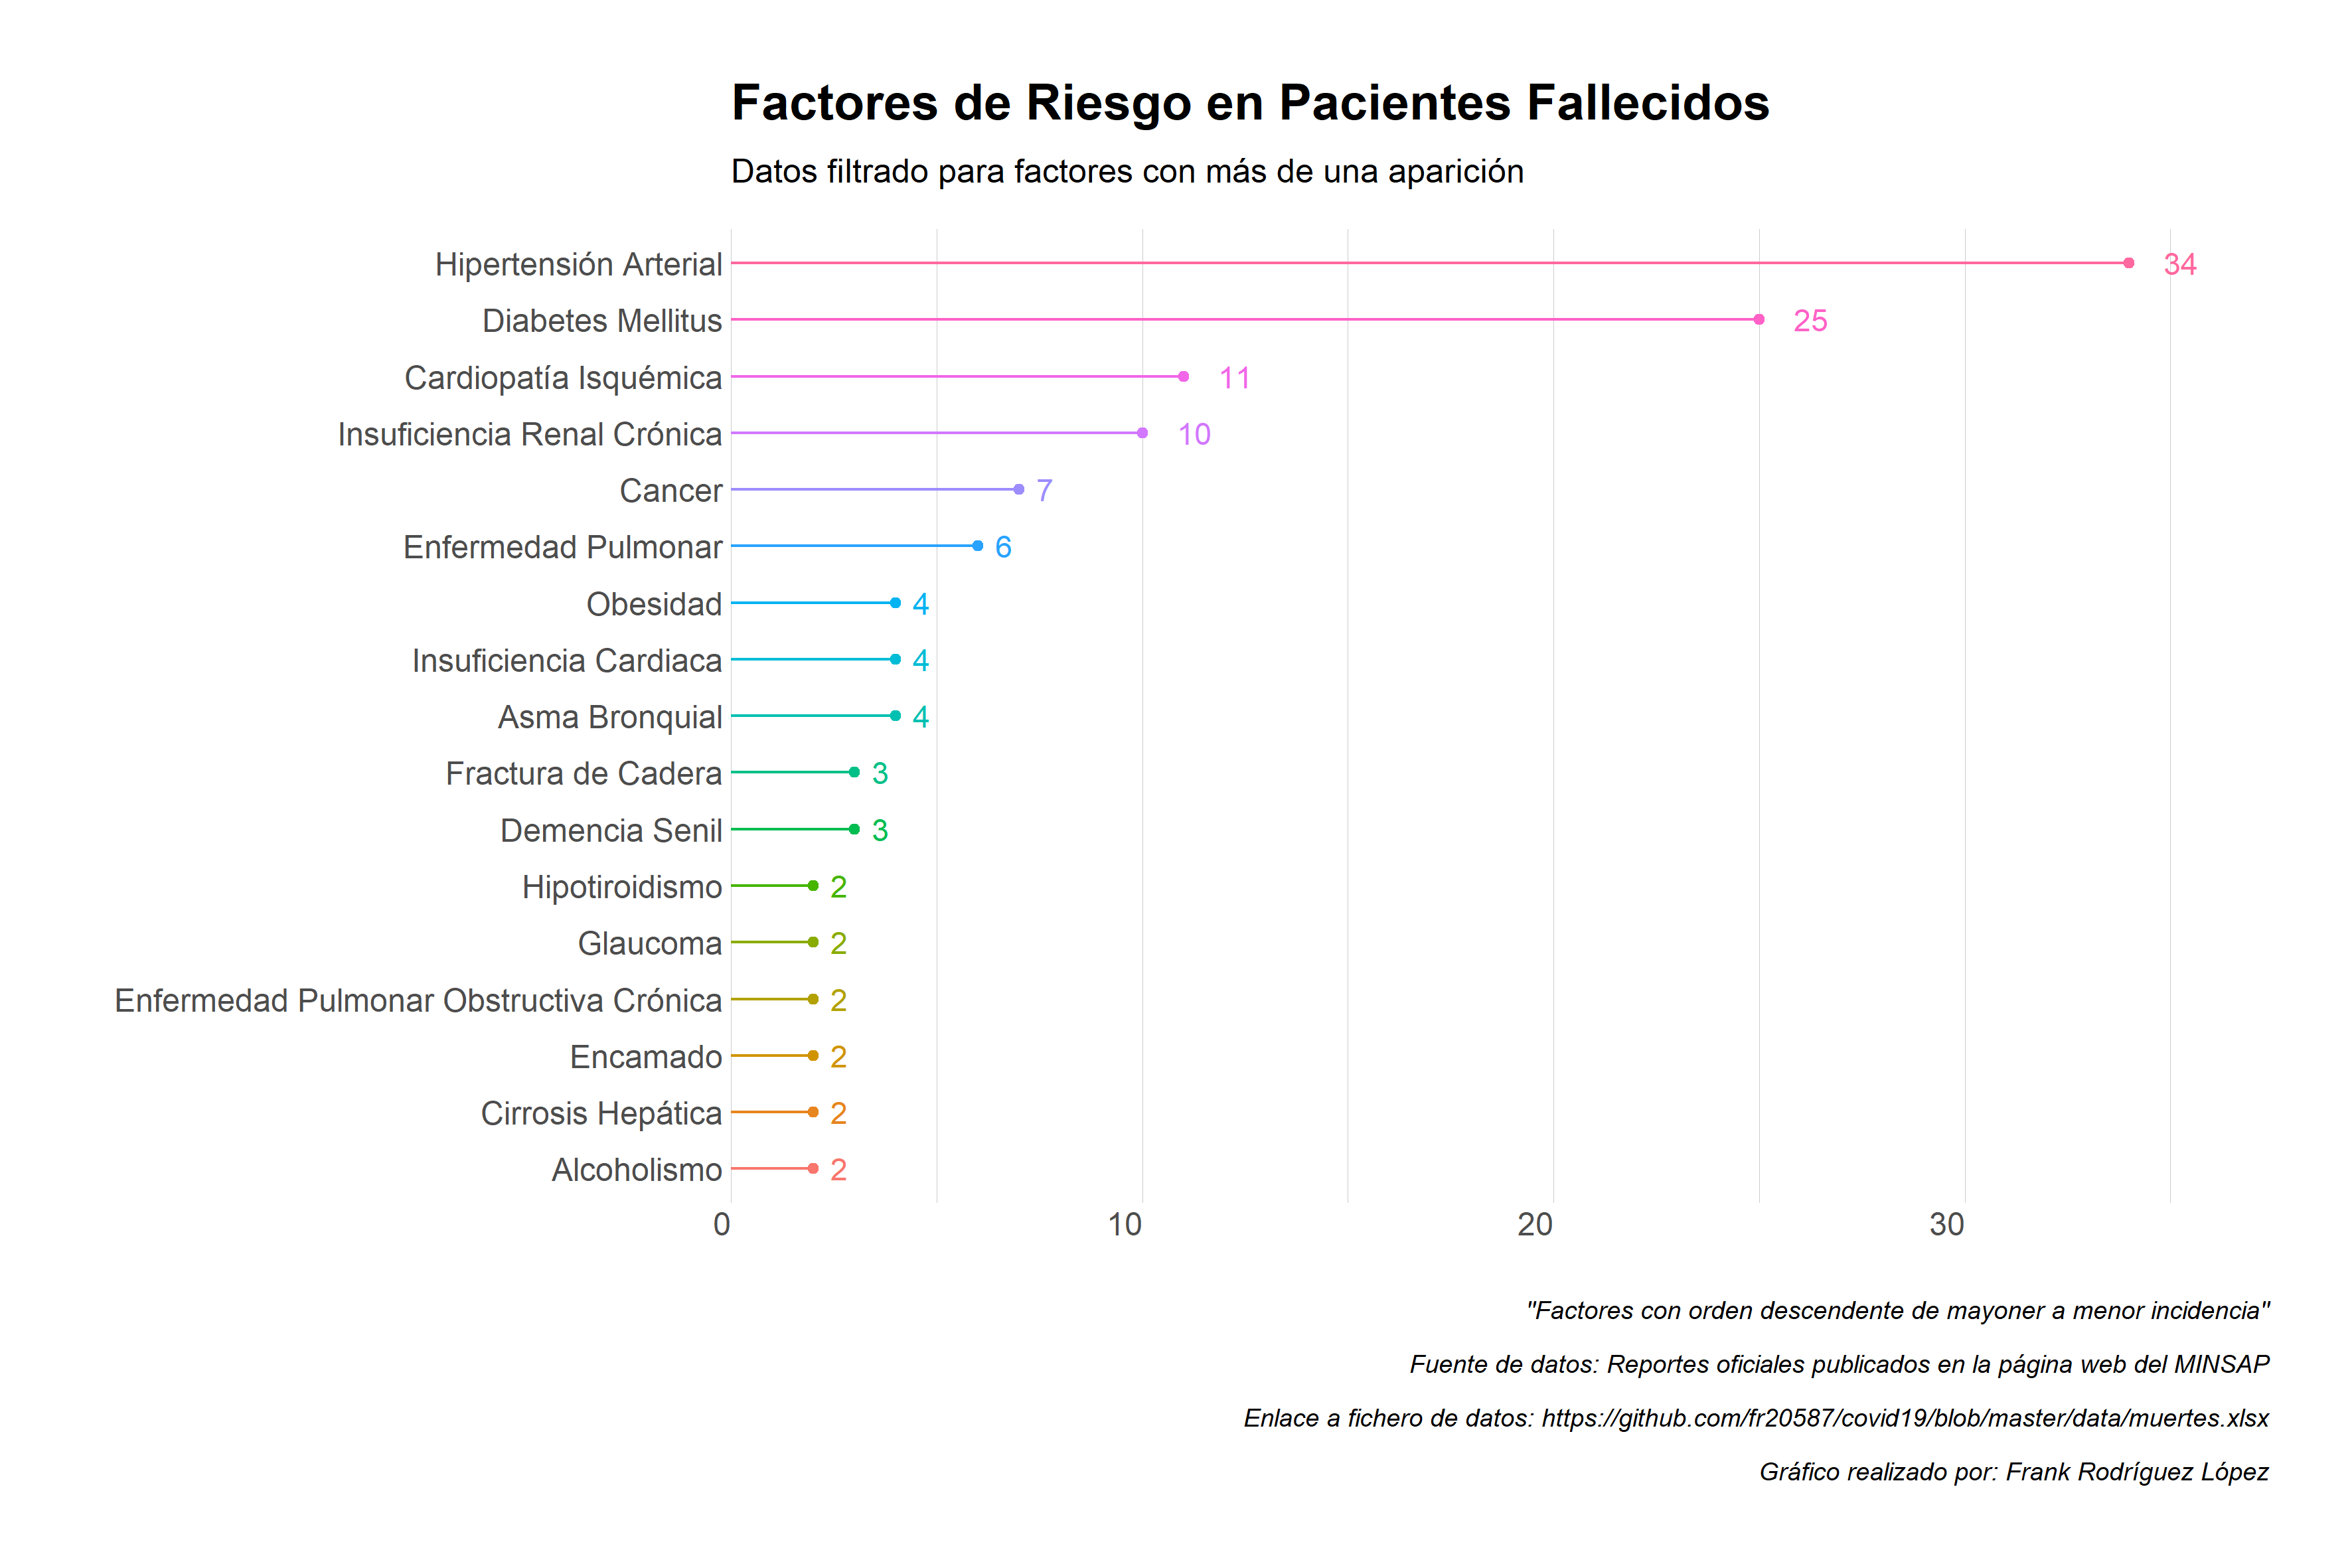 Factores de Riesgo en Pacientes Fallecidos
Datos filtrado para factores con más de una aparición
Hipertensión Arterial 34
Diabetes Mellitus 25
Cardiopatía Isquémica 11
Insuficiencia Renal Crónica 10
Cancer 7
Enfermedad Pulmonar 6
Obesidad 4
Insuficiencia Cardiaca 4
Asma Bronquial 4
Fractura de Cadera 3
Demencia Senil 3
Hipotiroidismo 2
Glaucoma 2
Enfermedad Pulmonar Obstructiva Crónica 2
Encamado 2
Cirrosis Hepática 2
Alcoholismo 2
0 10 20 30
"Factores con orden descendente de mayoner a menor incidencia"
Fuente de datos: Reportes oficiales publicados en la página web del MINSAP
Enlace a fichero de datos: https://github.com/fr20587/covid19/blob/master/data/muertes.xlsx
Gráfico realizado por: Frank Rodríguez López